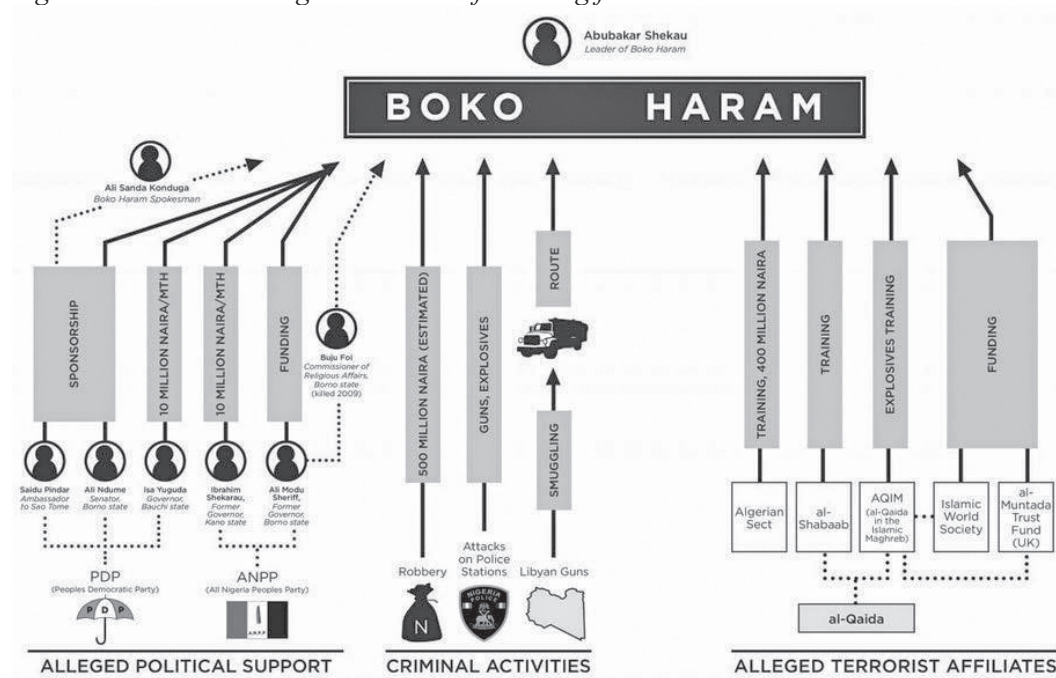 Abubakar Shekau
Leader of Boko Haram
BOKO HARAM
Ali Sanda Konduga
Boko Haram Spokesman
SPONSORSHIP
10 MILLION NAIRA/MTH
10 MILLION NAIRA/MTH
FUNDING
Buju Foi
Commissioner of
Religious Affairs,
Borno state
(killed 2009)
500 MILLION NAIRA (ESTIMATED)
GUNS, EXPLOSIVES
ROUTE
SMUGGLING
TRAINING, 400 MILLION NAIRA
TRAINING
EXPLOSIVES TRAINING
FUNDING
Saidu Pindar
Ambassador
to Sao Tome
Ali Ndume
Senator,
Borno state
Isa Yuguda
Governor,
Bauchi state
Ibrahim
Shekarau,
Former
Governor,
Kano state
Ali Modu
Sheriff,
Former
Governor,
Borno state
PDP
(Peoples Democratic Party)
P D P
ANPP
(All Nigeria Peoples Party)
A.N.P.P
Robbery
N
Attacks
on Police
Stations
NIGERIA
POLICE
Libyan Guns
Algerian
Sect
al-
Shabaab
AQIM
(al-Qaida
in the
Islamic
Maghreb)
Islamic
World
Society
al-
Muntada
Trust
Fund
(UK)
al-Qaida
ALLEGED POLITICAL SUPPORT
CRIMINAL ACTIVITIES
ALLEGED TERRORIST AFFILIATES